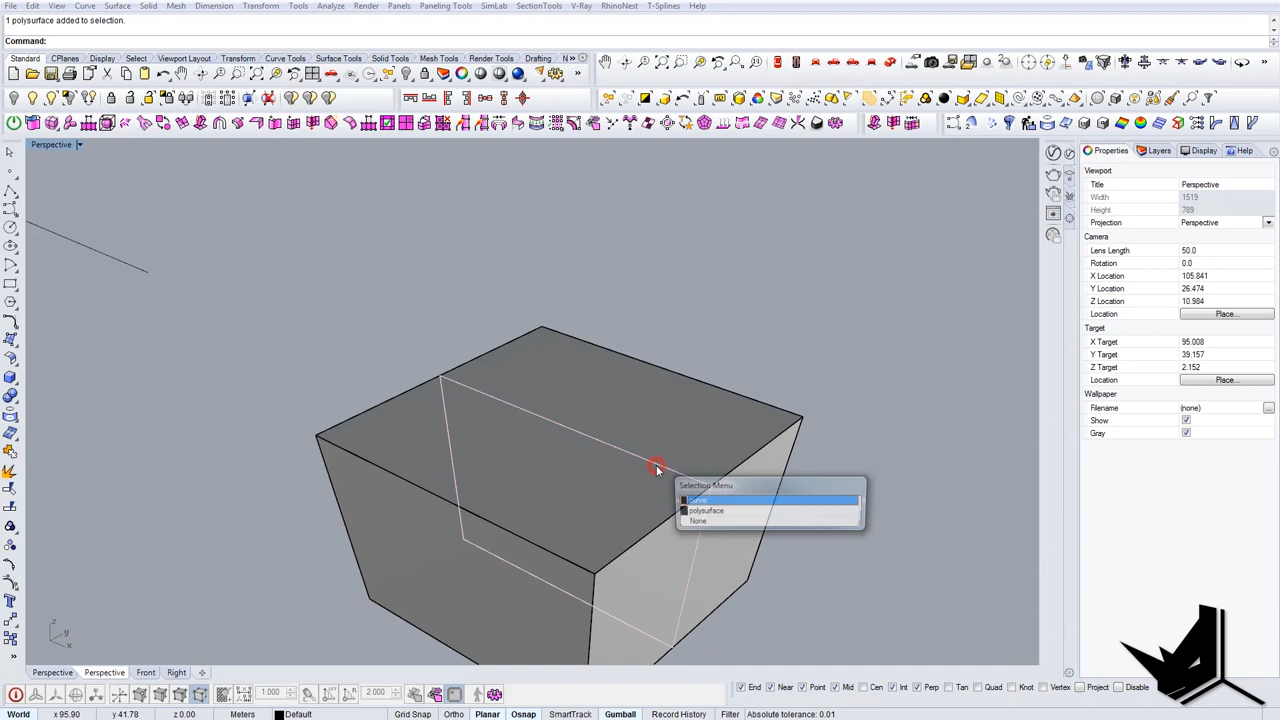 File Edit View Curve Surface Solid Mesh Dimension Transform Tools Analyze Render Panels Paneling Tools SimLab SectionTools V-Ray RhinoNest T-Splines Help
1 polysurface added to selection.
Command:
Standard CPlanes Display Select Viewport Layout Transform Curve Tools Surface Tools Solid Tools Mesh Tools Render Tools Drafting N
Perspective
Properties Layers Display Help
Viewport
Title Perspective
Width 1519
Height 789
Projection Perspective
Camera
Lens Length 50.0
Rotation 0.0
X Location 105.841
Y Location 26.474
Z Location 10.984
Location Place...
Target
X Target 95.008
Y Target 39.157
Z Target 2.152
Location Place...
Wallpaper
Filename (none)
Show
Gray
Selection Menu
curve
polysurface
None
z
y
x
Perspective Perspective Front Right
1.000 2.000
End Near Point Mid Cen Int Perp Tan Quad Knot Vertex Project Disable
World x 95.90 y 41.78 z 0.00 Meters Default Grid Snap Ortho Planar Osnap SmartTrack Gumball Record History Filter Absolute tolerance: 0.01